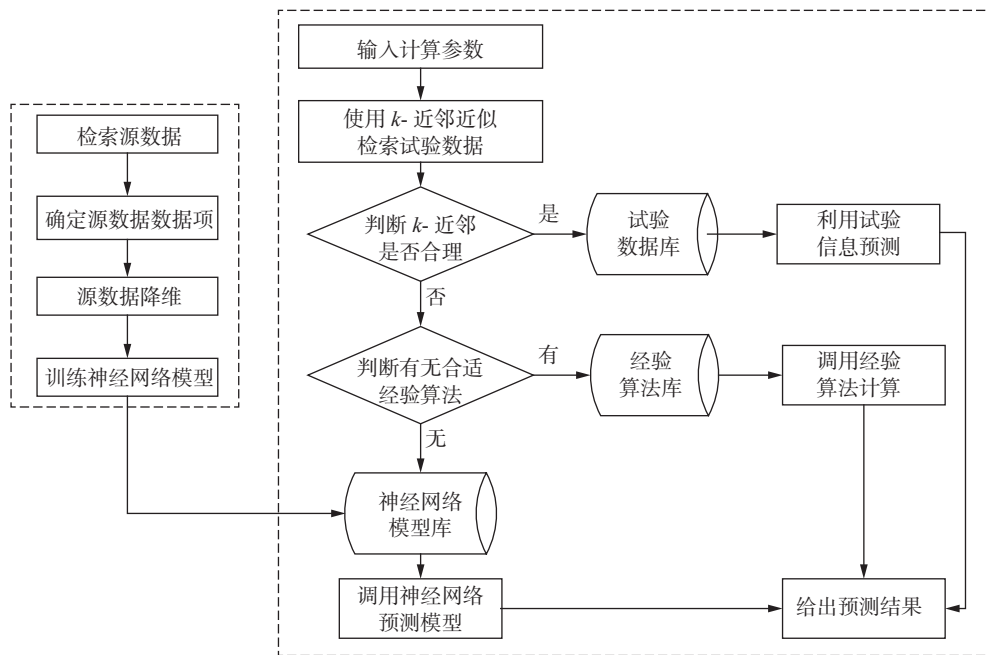 输入计算参数
使用 k- 近邻近似
检索试验数据
判断 k- 近邻
是否合理
是
试验
数据库
利用试验
信息预测
否
判断有无合适
经验算法
有
经验
算法库
调用经验
算法计算
无
神经网络
模型库
调用神经网络
预测模型
给出预测结果
检索源数据
确定源数据数据项
源数据降维
训练神经网络模型